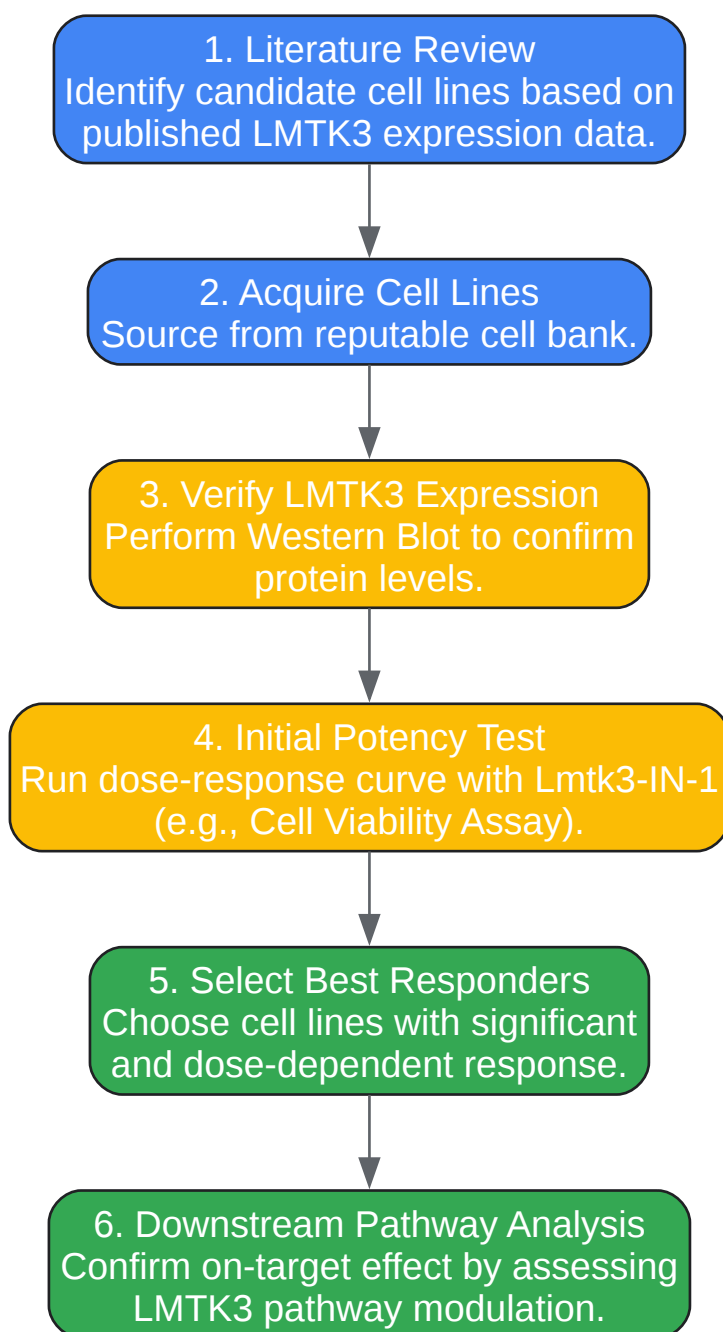 1. Literature Review
Identify candidate cell lines based on
published LMTK3 expression data.
2. Acquire Cell Lines
Source from reputable cell bank.
3. Verify LMTK3 Expression
Perform Western Blot to confirm
protein levels.
4. Initial Potency Test
Run dose-response curve with Lmtk3-IN-1
(e.g., Cell Viability Assay).
5. Select Best Responders
Choose cell lines with significant
and dose-dependent response.
6. Downstream Pathway Analysis
Confirm on-target effect by assessing
LMTK3 pathway modulation.